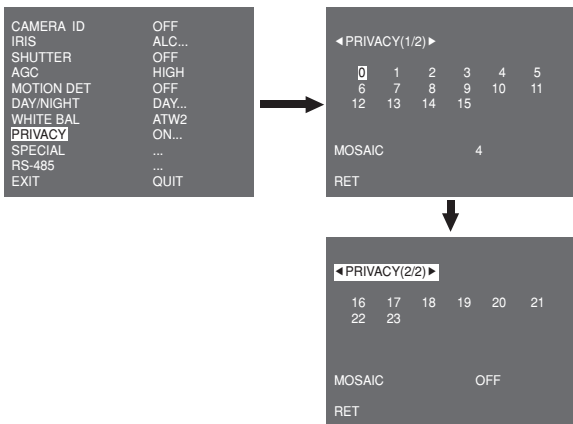 CAMERA ID OFF
IRIS ALC...
SHUTTER OFF
AGC HIGH
MOTION DET OFF
DAY/NIGHT DAY...
WHITE BAL ATW2
PRIVACY ON...
SPECIAL ...
RS-485 ...
EXIT QUIT
◀PRIVACY(1/2)▶
0 1 2 3 4 5
6 7 8 9 10 11
12 13 14 15
MOSAIC 4
RET
◀PRIVACY(2/2)▶
16 17 18 19 20 21
22 23
MOSAIC OFF
RET